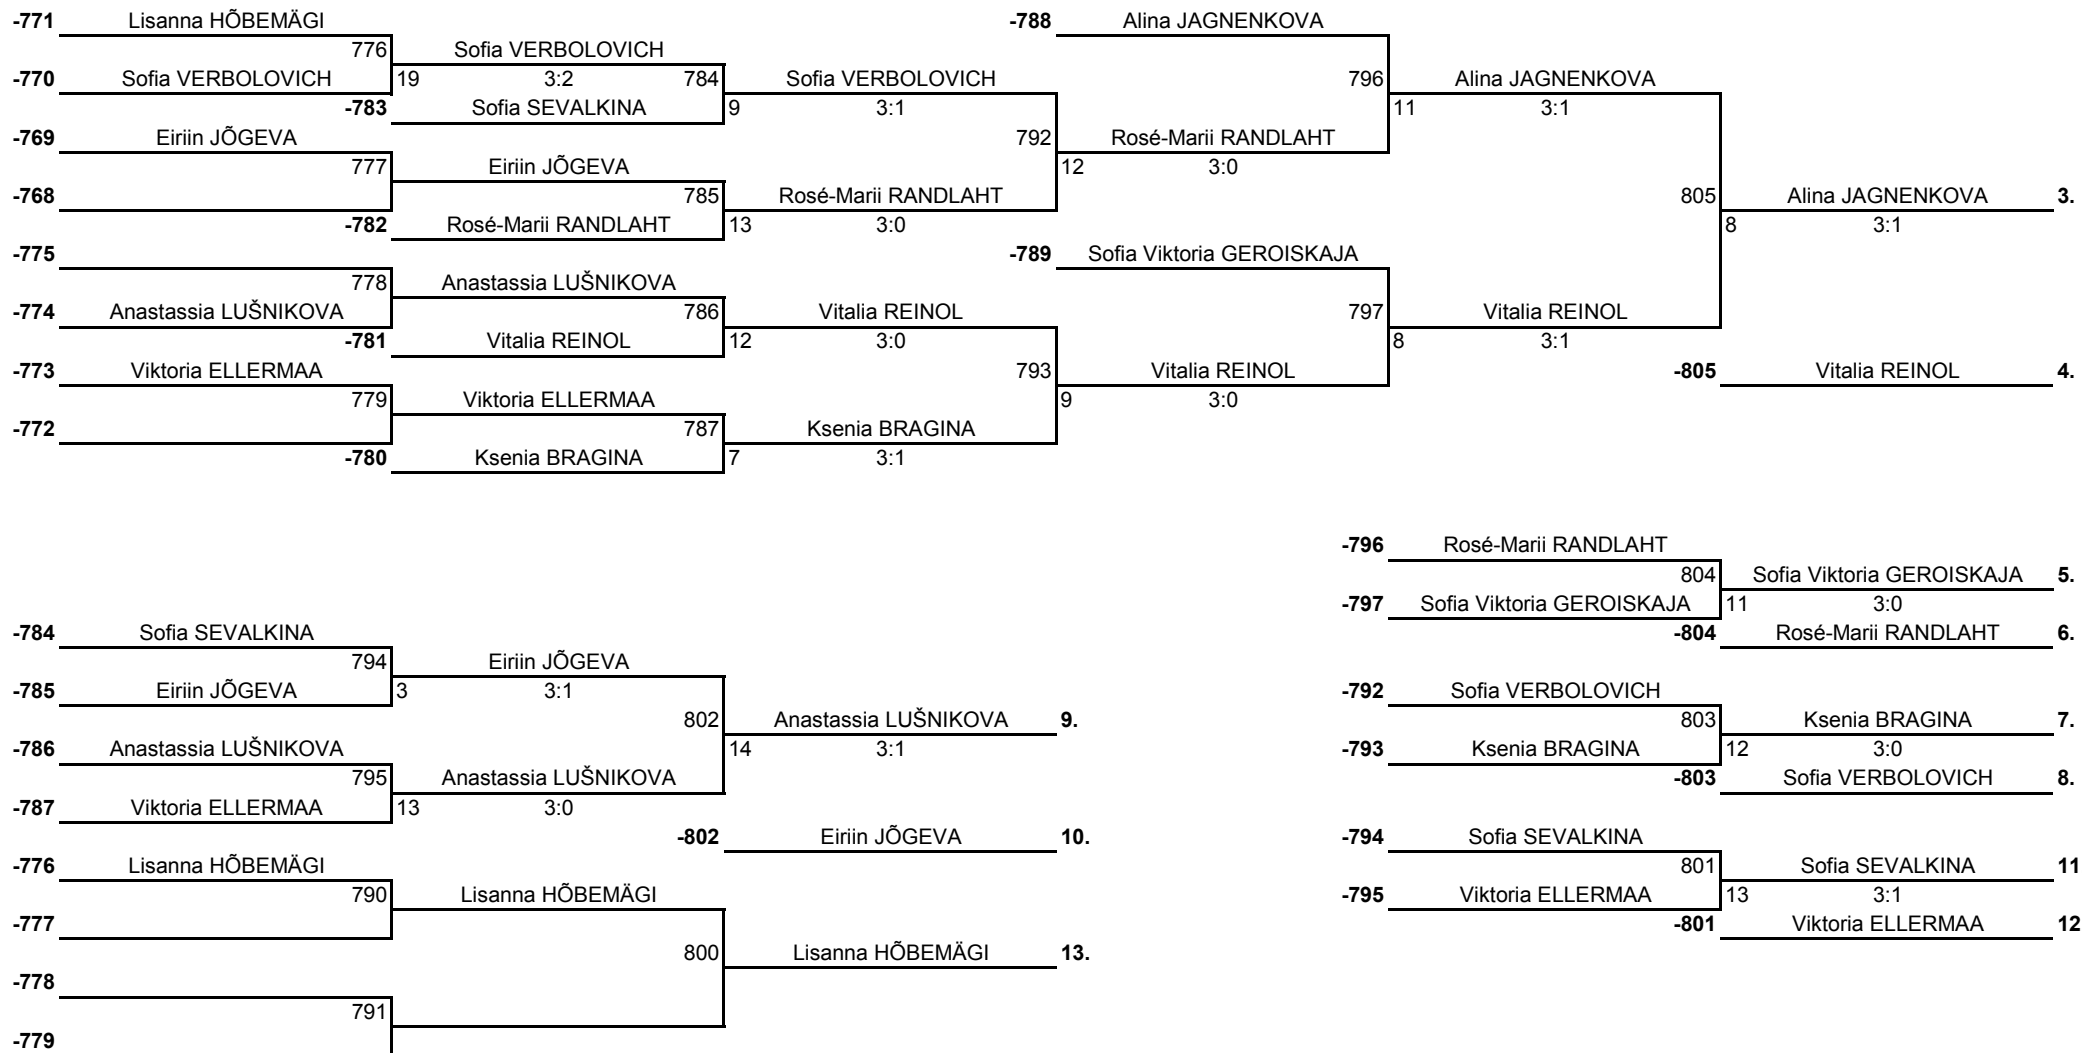 -771 Lisanna HÕBEMÄGI -788 Alina JAGNENKOVA
776 Sofia VERBOLOVICH
-770 Sofia VERBOLOVICH 19 3:2 784 Sofia VERBOLOVICH 796 Alina JAGNENKOVA
-783 Sofia SEVALKINA 9 3:1 11 3:1
-769 Eiriin JÕGEVA 792 Rosé-Marii RANDLAHT
777 Eiriin JÕGEVA 12 3:0
-768 785 Rosé-Marii RANDLAHT 805 Alina JAGNENKOVA 3.
-782 Rosé-Marii RANDLAHT 13 3:0 8 3:1
-775 -789 Sofia Viktoria GEROISKAJA
778 Anastassia LUŠNIKOVA
-774 Anastassia LUŠNIKOVA 786 Vitalia REINOL 797 Vitalia REINOL
-781 Vitalia REINOL 12 3:0 8 3:1
-773 Viktoria ELLERMAA 793 Vitalia REINOL -805 Vitalia REINOL 4.
779 Viktoria ELLERMAA 9 3:0
-772 787 Ksenia BRAGINA
-780 Ksenia BRAGINA 7 3:1
-796 Rosé-Marii RANDLAHT
804 Sofia Viktoria GEROISKAJA 5.
-797 Sofia Viktoria GEROISKAJA 11 3:0
-784 Sofia SEVALKINA -804 Rosé-Marii RANDLAHT 6.
794 Eiriin JÕGEVA
-785 Eiriin JÕGEVA 3 3:1 -792 Sofia VERBOLOVICH
802 Anastassia LUŠNIKOVA 9. 803 Ksenia BRAGINA 7.
-786 Anastassia LUŠNIKOVA 14 3:1 -793 Ksenia BRAGINA 12 3:0
795 Anastassia LUŠNIKOVA -803 Sofia VERBOLOVICH 8.
-787 Viktoria ELLERMAA 13 3:0
-802 Eiriin JÕGEVA 10. -794 Sofia SEVALKINA
-776 Lisanna HÕBEMÄGI 801 Sofia SEVALKINA 11
790 Lisanna HÕBEMÄGI -795 Viktoria ELLERMAA 13 3:1
-777 -801 Viktoria ELLERMAA 12
800 Lisanna HÕBEMÄGI 13.
-778
791
-779